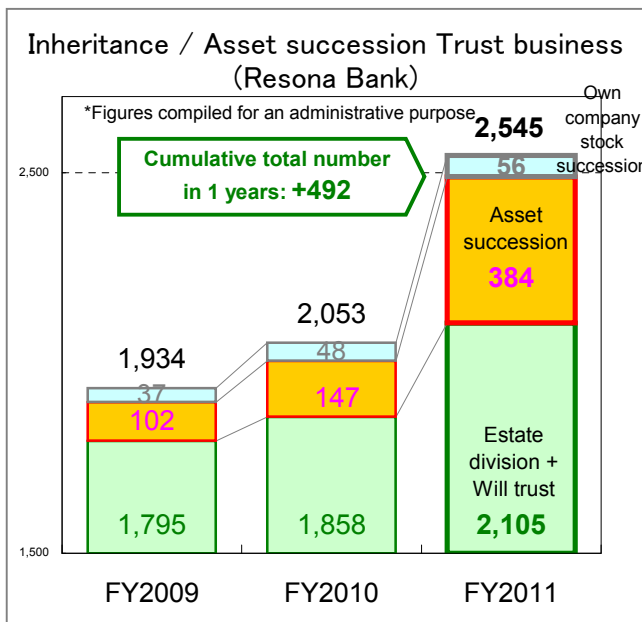 Inheritance / Asset succession Trust business
(Resona Bank)
*Figures compiled for an administrative purpose
Own
company
stock
succession
Cumulative total number
in 1 years: +492
2,545
2,500
56
Asset
succession
384
2,053
1,934
48
37
147
102
Estate
division +
Will trust
1,795
1,858
2,105
1,500
FY2009
FY2010
FY2011